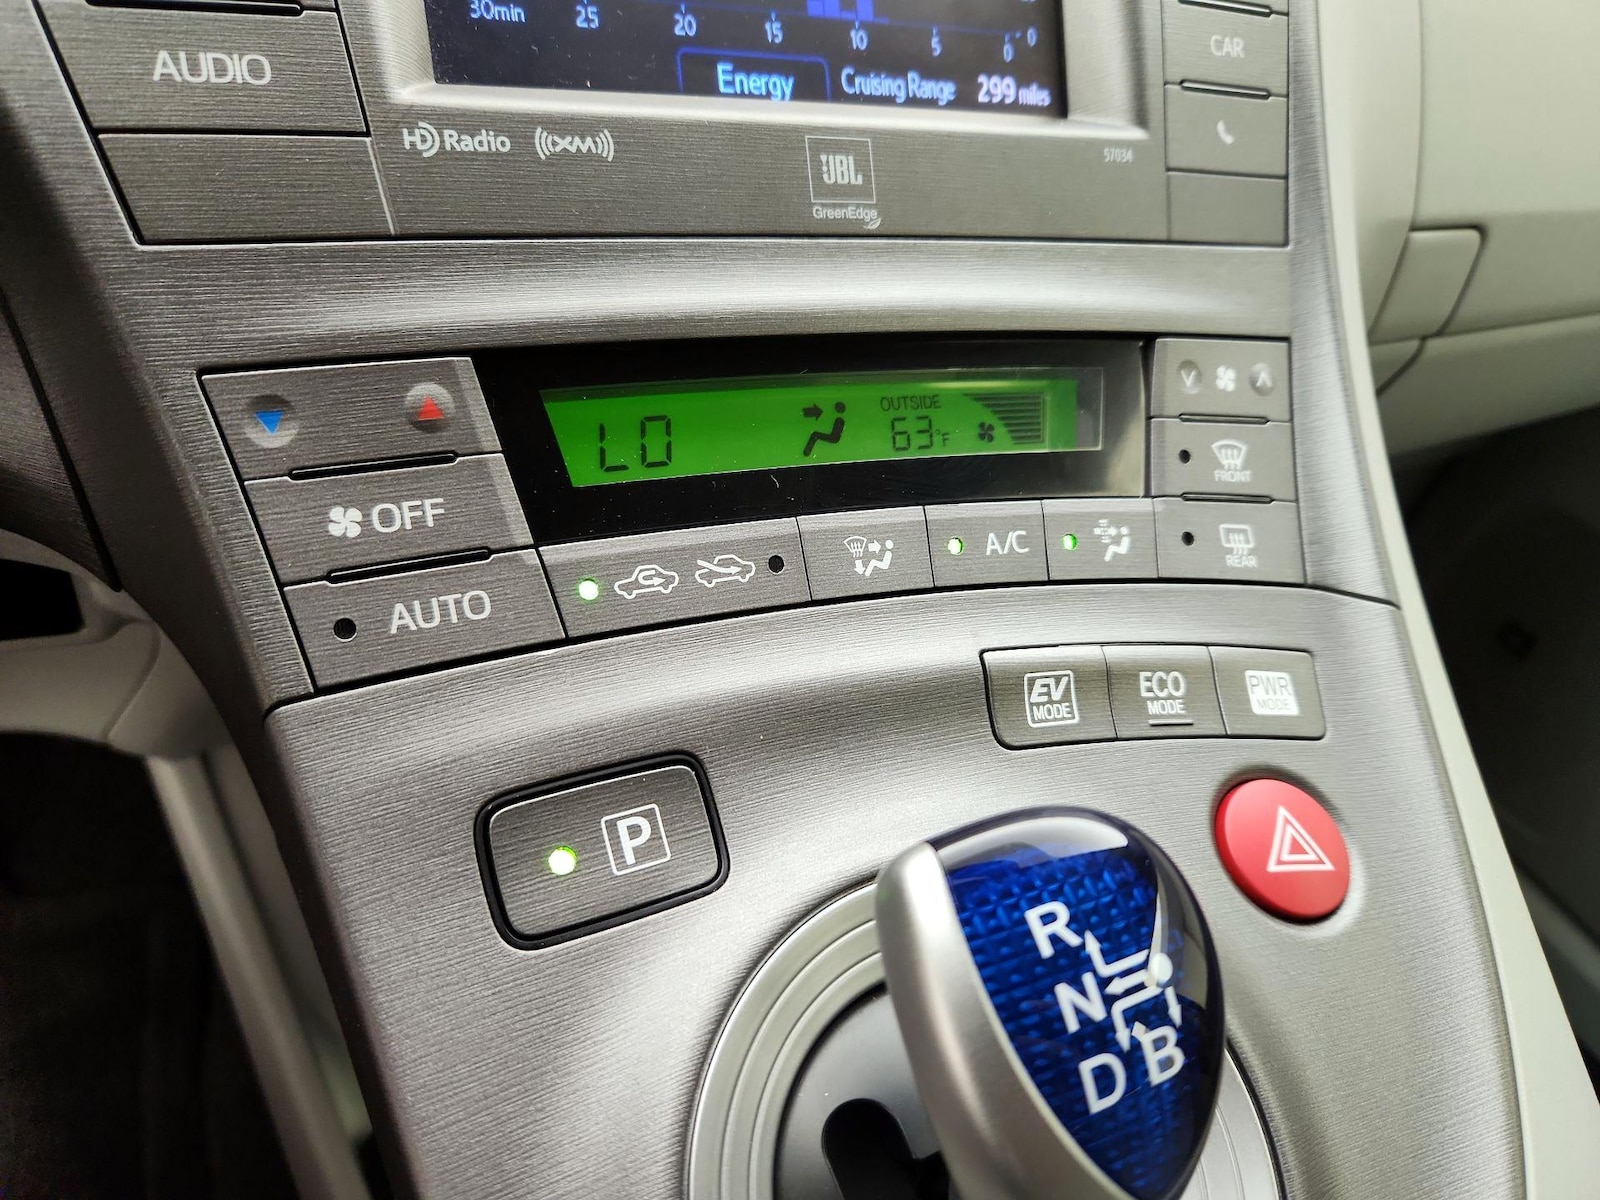 30min 25 20 15 10 5 0 0
Energy Cruising Range 299 miles
AUDIO
CAR
HD Radio ((XM))
JBL
GreenEdge
57034
LO
OUTSIDE
63°F
OFF
AUTO
A/C
FRONT
REAR
EV
MODE
ECO
MODE
PWR
MODE
P
R
N
D B